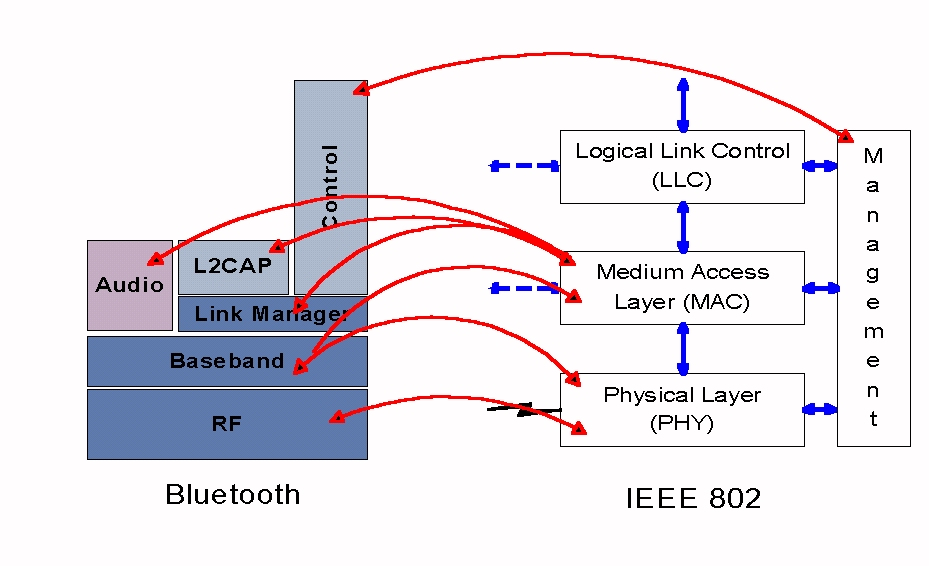 Control
Audio
L2CAP
Link Manager
Baseband
RF
Bluetooth
Logical Link Control
(LLC)
Medium Access
Layer (MAC)
Physical Layer
(PHY)
Management
IEEE 802